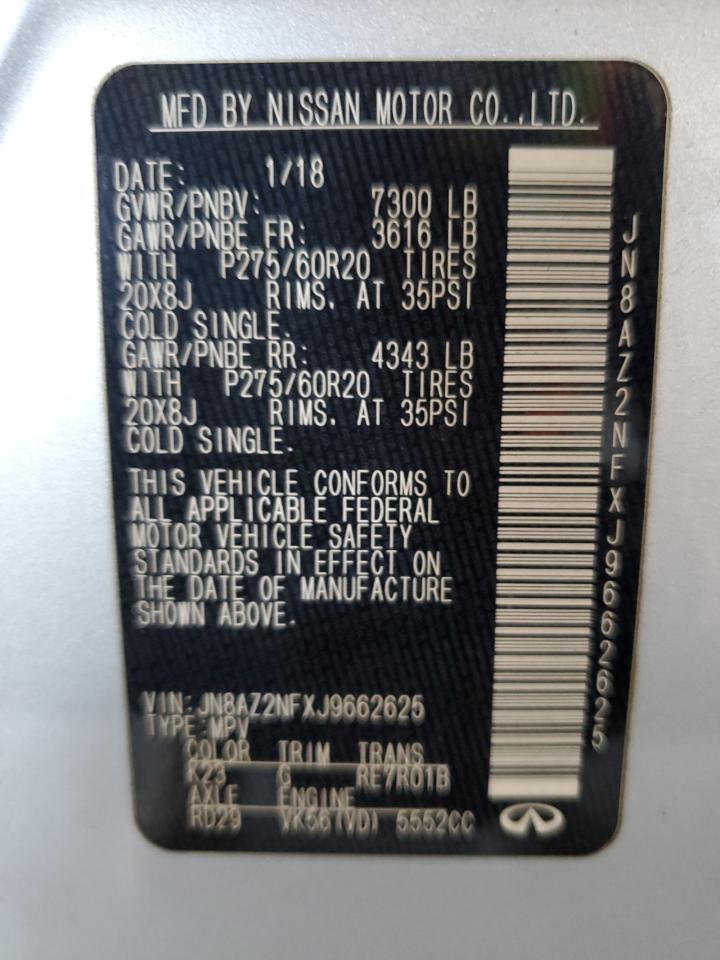 MFD BY NISSAN MOTOR CO.,LTD.
DATE: 1/18
GVWR/PNBV: 7300 LB
GAWR/PNBE FR: 3616 LB
WITH P275/60R20 TIRES
20X8J RIMS. AT 35PSI
COLD SINGLE.
GAWR/PNBE RR: 4343 LB
WITH P275/60R20 TIRES
20X8J RIMS. AT 35PSI
COLD SINGLE.
THIS VEHICLE CONFORMS TO
ALL APPLICABLE FEDERAL
MOTOR VEHICLE SAFETY
STANDARDS IN EFFECT ON
THE DATE OF MANUFACTURE
SHOWN ABOVE.
VIN:JN8AZ2NFXJ9662625
TYPE:MPV
COLOR TRIM TRANS
K23 G RE7R01B
AXLE ENGINE
RD29 VK56(VD) 5552CC
JN8AZ2NFXJ9662625